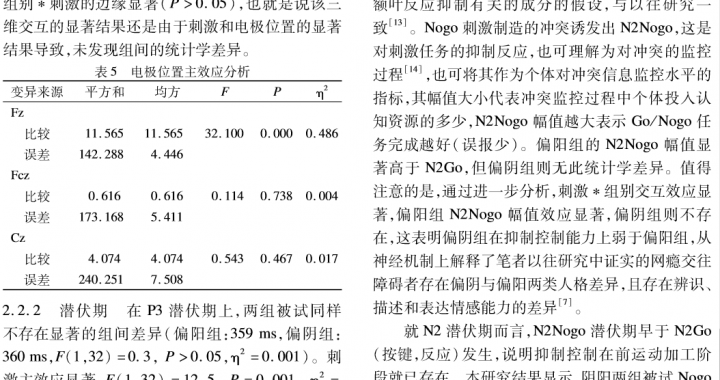 组别＊刺激的边缘显著(P＞0.05),也就是说该三
维交互的显著结果还是由于刺激和电极位置的显著
结果导致,未发现组间的统计学差异。
表5 电极位置主效应分析
变异来源 平方和 均方 F P η²
Fz
比较 11.565 11.565 32.100 0.000 0.486
误差 142.288 4.446
Fcz
比较 0.616 0.616 0.114 0.738 0.004
误差 173.168 5.411
Cz
比较 4.074 4.074 0.543 0.467 0.017
误差 240.251 7.508
2.2.2 潜伏期 在 P3 潜伏期上,两组被试同样
不存在显著的组间差异(偏阳组:359 ms,偏阴组:
360 ms,F(1,32)=0.3, P＞0.05,η²=0.001)。刺
激主效应显著,F(1,32)=12.5, P=0.001, η²=
额叶反应抑制有关的成分的假设,与以往研究一
致[13]。Nogo 刺激制造的冲突诱发出 N2Nogo,这是
对刺激任务的抑制反应,也可理解为对冲突的监控
过程[14],也可将其作为个体对冲突信息监控水平的
指标,其幅值大小代表冲突监控过程中个体投入认
知资源的多少,N2Nogo 幅值越大表示 Go/Nogo 任
务完成越好(误报少)。偏阳组的 N2Nogo 幅值显
著高于 N2Go,但偏阴组则无此统计学差异。值得
注意的是,通过进一步分析,刺激＊组别交互效应显
著,偏阳组 N2Nogo 幅值效应显著,偏阴组则不存
在,这表明偏阴组在抑制控制能力上弱于偏阳组,从
神经机制上解释了笔者以往研究中证实的网瘾交往
障碍者存在偏阴与偏阳两类人格差异,且存在辨识、
描述和表达情感能力的差异[7]。
就 N2 潜伏期而言,N2Nogo 潜伏期早于 N2Go
(按键,反应)发生,说明抑制控制在前运动加工阶
段就已存在。本研究结果显示,阴阳两组被试 Nogo